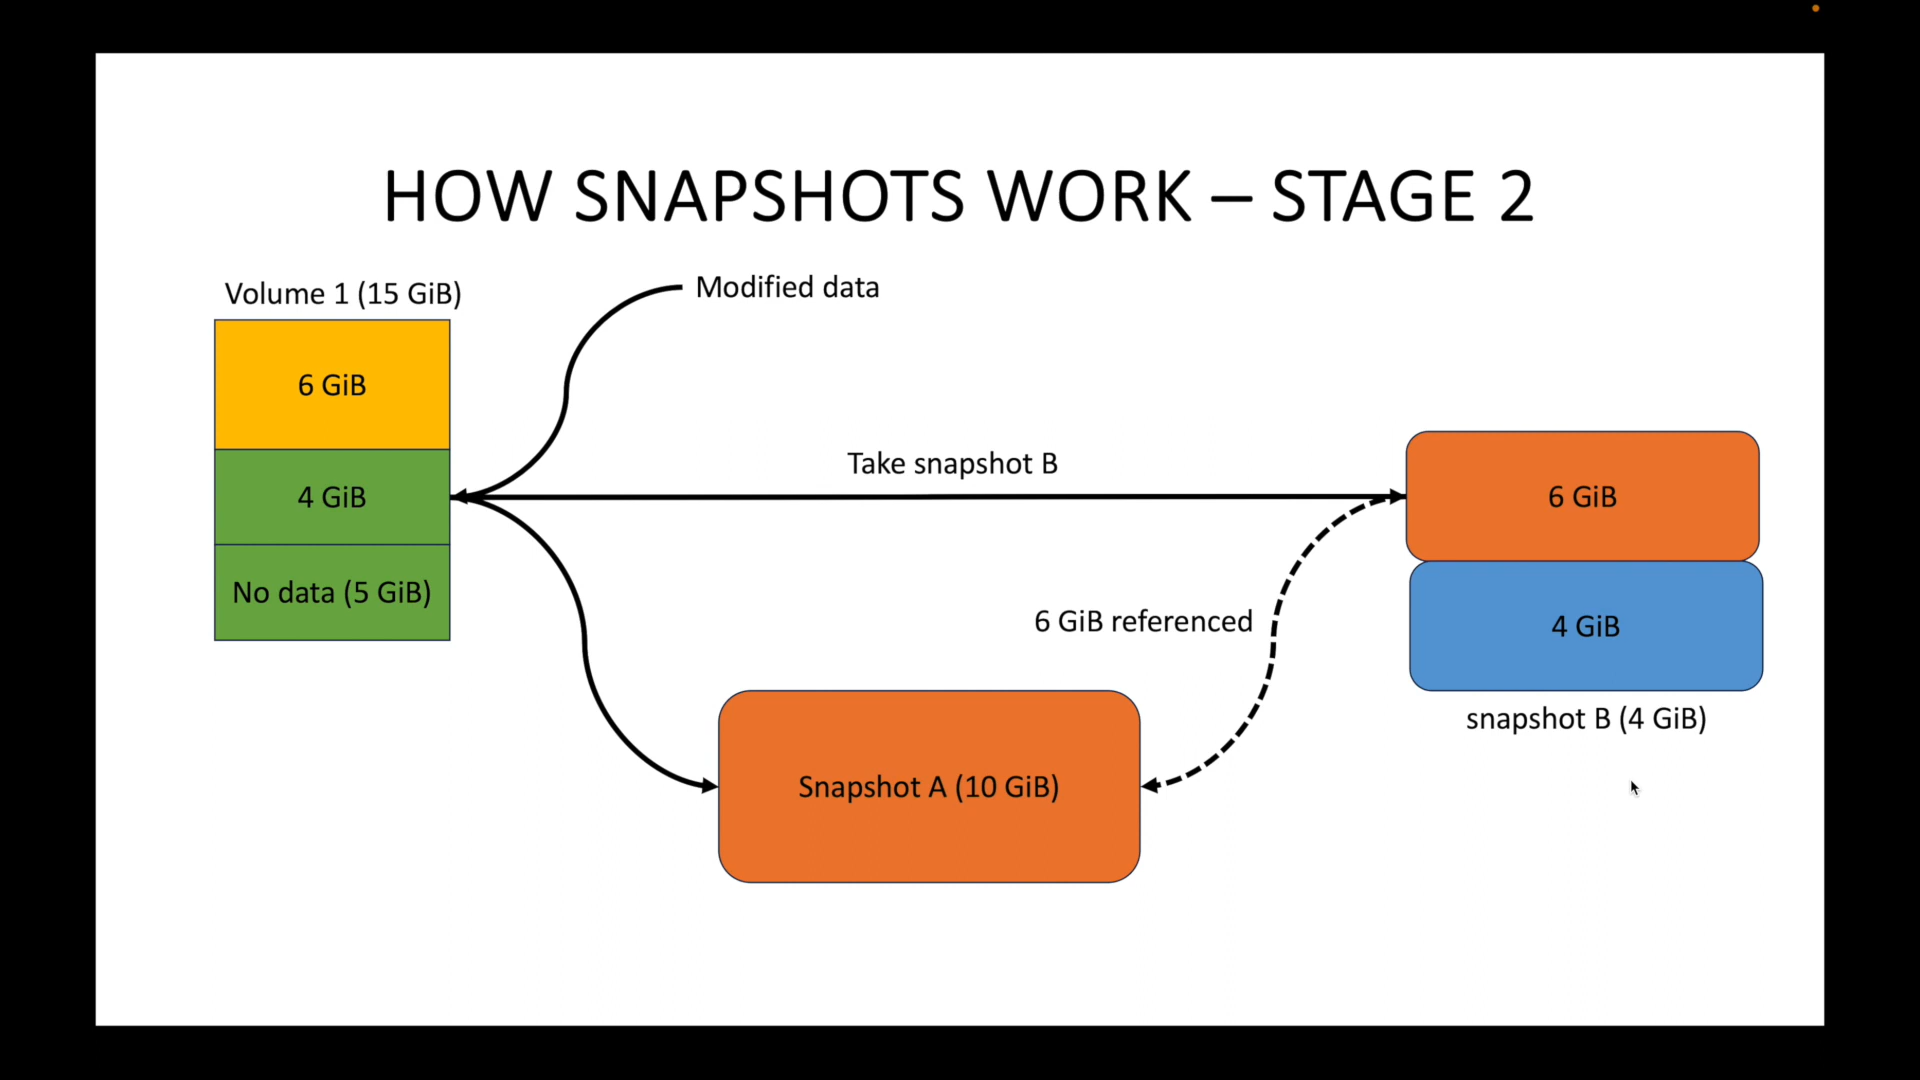 HOW SNAPSHOTS WORK – STAGE 2
Volume 1 (15 GiB)
Modified data
6 GiB
4 GiB
No data (5 GiB)
Take snapshot B
6 GiB referenced
Snapshot A (10 GiB)
6 GiB
4 GiB
snapshot B (4 GiB)